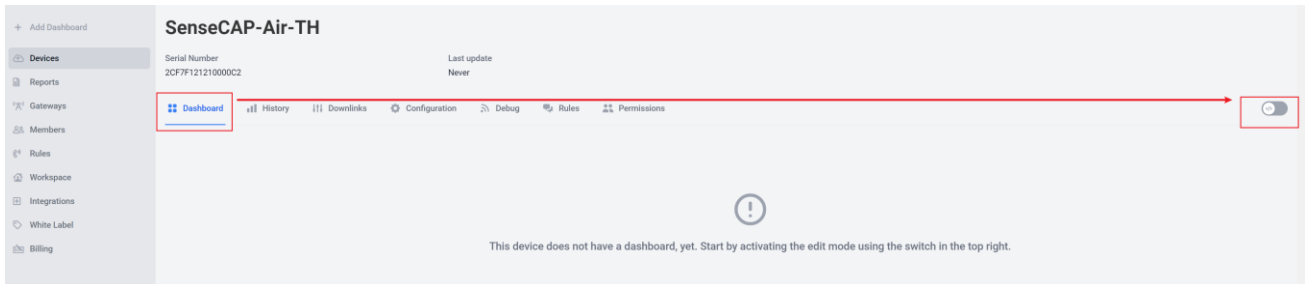 + Add Dashboard
Devices
Reports
Gateways
Members
Rules
Workspace
Integrations
White Label
Billing
SenseCAP-Air-TH
Serial Number
2CF7F121210000C2
Last update
Never
Dashboard History Downlinks Configuration Debug Rules Permissions
This device does not have a dashboard, yet. Start by activating the edit mode using the switch in the top right.